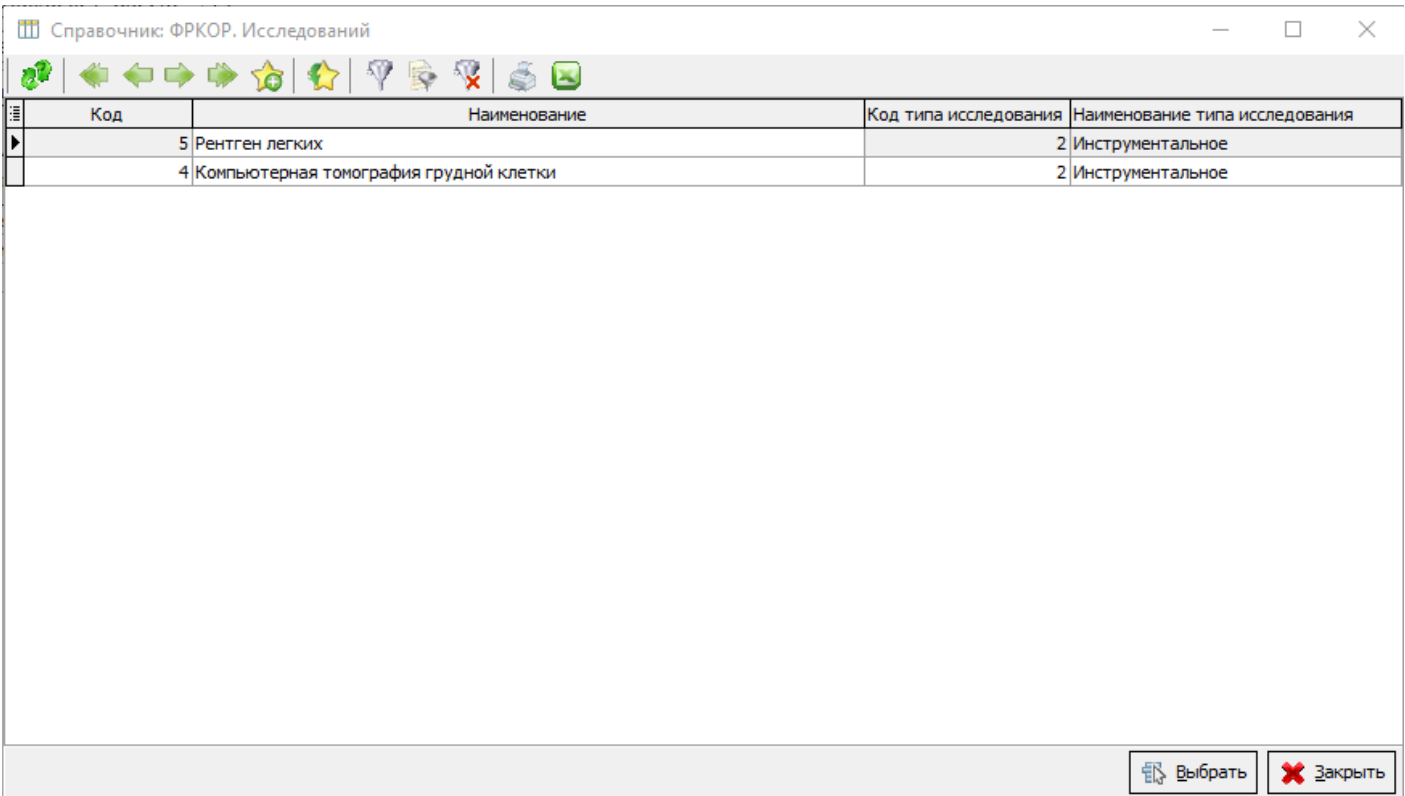 Справочник: ФРКОР. Исследований
Код Наименование Код типа исследования Наименование типа исследования
5 Рентген легких 2 Инструментальное
4 Компьютерная томография грудной клетки 2 Инструментальное
Выбрать Закрыть